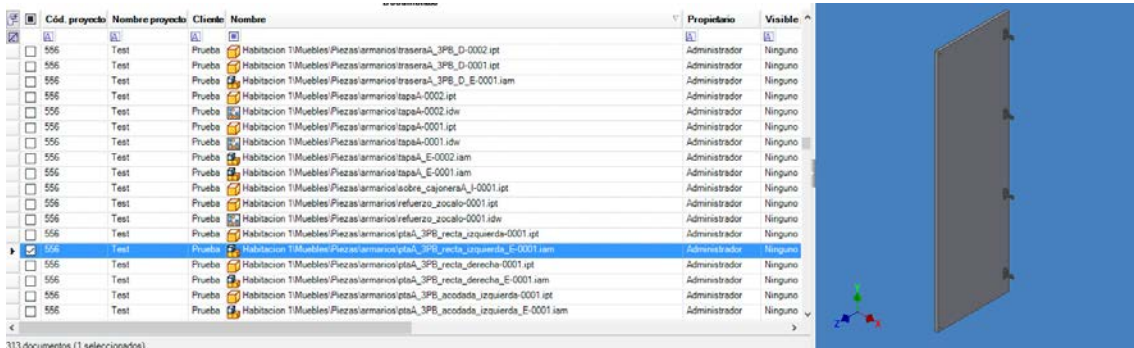 Cód. proyecto Nombre proyecto Cliente Nombre Propietario Visible
556 Test Prueba Habitacion 1\Muebles\Piezas\armarios\traseraA_3PB_D-0002.ipt Administrador Ninguno
556 Test Prueba Habitacion 1\Muebles\Piezas\armarios\traseraA_3PB_D-0001.ipt Administrador Ninguno
556 Test Prueba Habitacion 1\Muebles\Piezas\armarios\traseraA_3PB_D_E-0001.iam Administrador Ninguno
556 Test Prueba Habitacion 1\Muebles\Piezas\armarios\tapaA-0002.ipt Administrador Ninguno
556 Test Prueba Habitacion 1\Muebles\Piezas\armarios\tapaA-0002.idw Administrador Ninguno
556 Test Prueba Habitacion 1\Muebles\Piezas\armarios\tapaA-0001.ipt Administrador Ninguno
556 Test Prueba Habitacion 1\Muebles\Piezas\armarios\tapaA-0001.idw Administrador Ninguno
556 Test Prueba Habitacion 1\Muebles\Piezas\armarios\tapaA_E-0002.iam Administrador Ninguno
556 Test Prueba Habitacion 1\Muebles\Piezas\armarios\tapaA_E-0001.iam Administrador Ninguno
556 Test Prueba Habitacion 1\Muebles\Piezas\armarios\sobre_cajoneraA_I-0001.ipt Administrador Ninguno
556 Test Prueba Habitacion 1\Muebles\Piezas\armarios\refuerzo_zocalo-0001.ipt Administrador Ninguno
556 Test Prueba Habitacion 1\Muebles\Piezas\armarios\refuerzo_zocalo-0001.idw Administrador Ninguno
556 Test Prueba Habitacion 1\Muebles\Piezas\armarios\ptaA_3PB_recta_izquierda-0001.ipt Administrador Ninguno
556 Test Prueba Habitacion 1\Muebles\Piezas\armarios\ptaA_3PB_recta_izquierda_E-0001.iam Administrador Ninguno
556 Test Prueba Habitacion 1\Muebles\Piezas\armarios\ptaA_3PB_recta_derecha-0001.ipt Administrador Ninguno
556 Test Prueba Habitacion 1\Muebles\Piezas\armarios\ptaA_3PB_recta_derecha_E-0001.iam Administrador Ninguno
556 Test Prueba Habitacion 1\Muebles\Piezas\armarios\ptaA_3PB_acodada_izquierda-0001.ipt Administrador Ninguno
556 Test Prueba Habitacion 1\Muebles\Piezas\armarios\ptaA_3PB_acodada_izquierda_E-0001.iam Administrador Ninguno
313 documentos (1 seleccionados)
Y
Z X